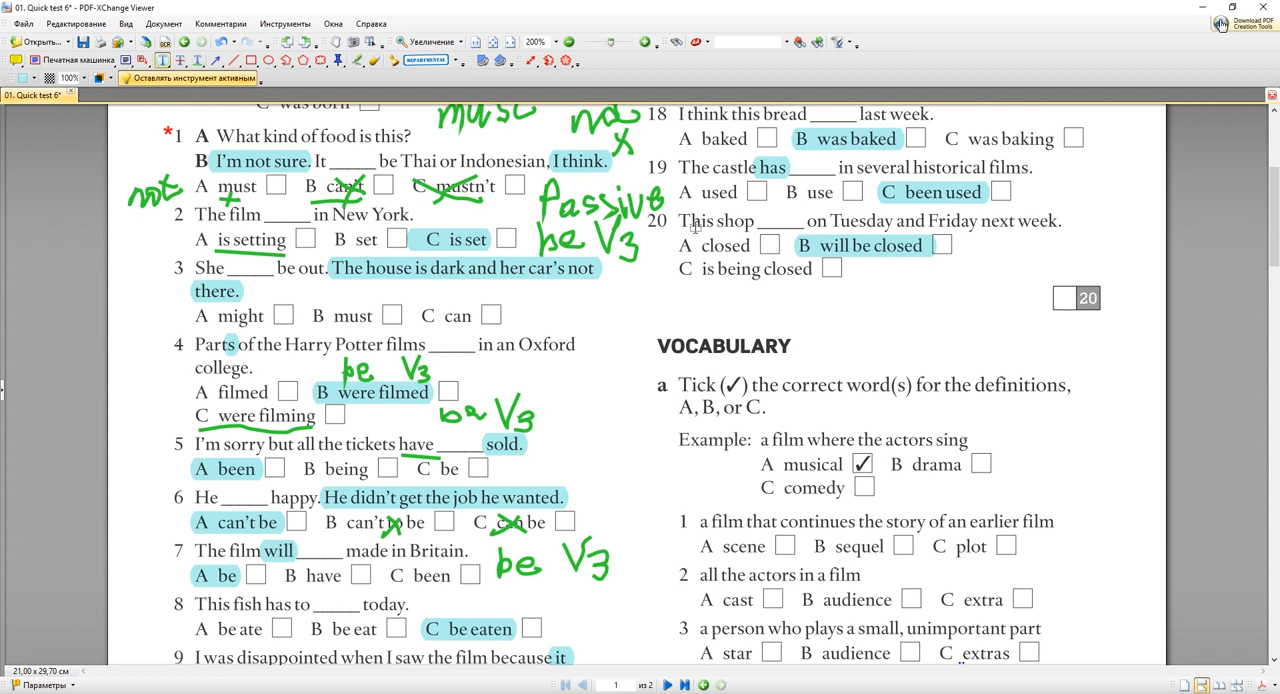 01. Quick test 6* - PDF-XChange Viewer
Файл Редактирование Вид Документ Комментарии Инструменты Окна Справка
Download PDF Creation Tools
Открыть... OCR Увеличение 200%
Печатная машинка DEPARTMENTAL
100% Оставлять инструмент активным
01. Quick test 6*
C was born
must not
x
*1 A What kind of food is this?
B I'm not sure. It _____ be Thai or Indonesian, I think.
not
A must B can't C mustn't
Passive
be V3
2 The film _____ in New York.
A is setting B set C is set
3 She _____ be out. The house is dark and her car's not
there.
A might B must C can
4 Parts of the Harry Potter films _____ in an Oxford
college.
be V3
A filmed B were filmed
C were filming
be V3
5 I'm sorry but all the tickets have _____ sold.
A been B being C be
6 He _____ happy. He didn't get the job he wanted.
A can't be B can't to be C can be
7 The film will _____ made in Britain.
A be B have C been
be V3
8 This fish has to _____ today.
A be ate B be eat C be eaten
9 I was disappointed when I saw the film because it
18 I think this bread _____ last week.
A baked B was baked C was baking
19 The castle has _____ in several historical films.
A used B use C been used
20 This shop _____ on Tuesday and Friday next week.
A closed B will be closed
C is being closed
20
VOCABULARY
a Tick (✓) the correct word(s) for the definitions,
A, B, or C.
Example: a film where the actors sing
A musical ✓ B drama
C comedy
1 a film that continues the story of an earlier film
A scene B sequel C plot
2 all the actors in a film
A cast B audience C extra
3 a person who plays a small, unimportant part
A star B audience C extras
21,00 x 29,70 см
Параметры 1 из 2